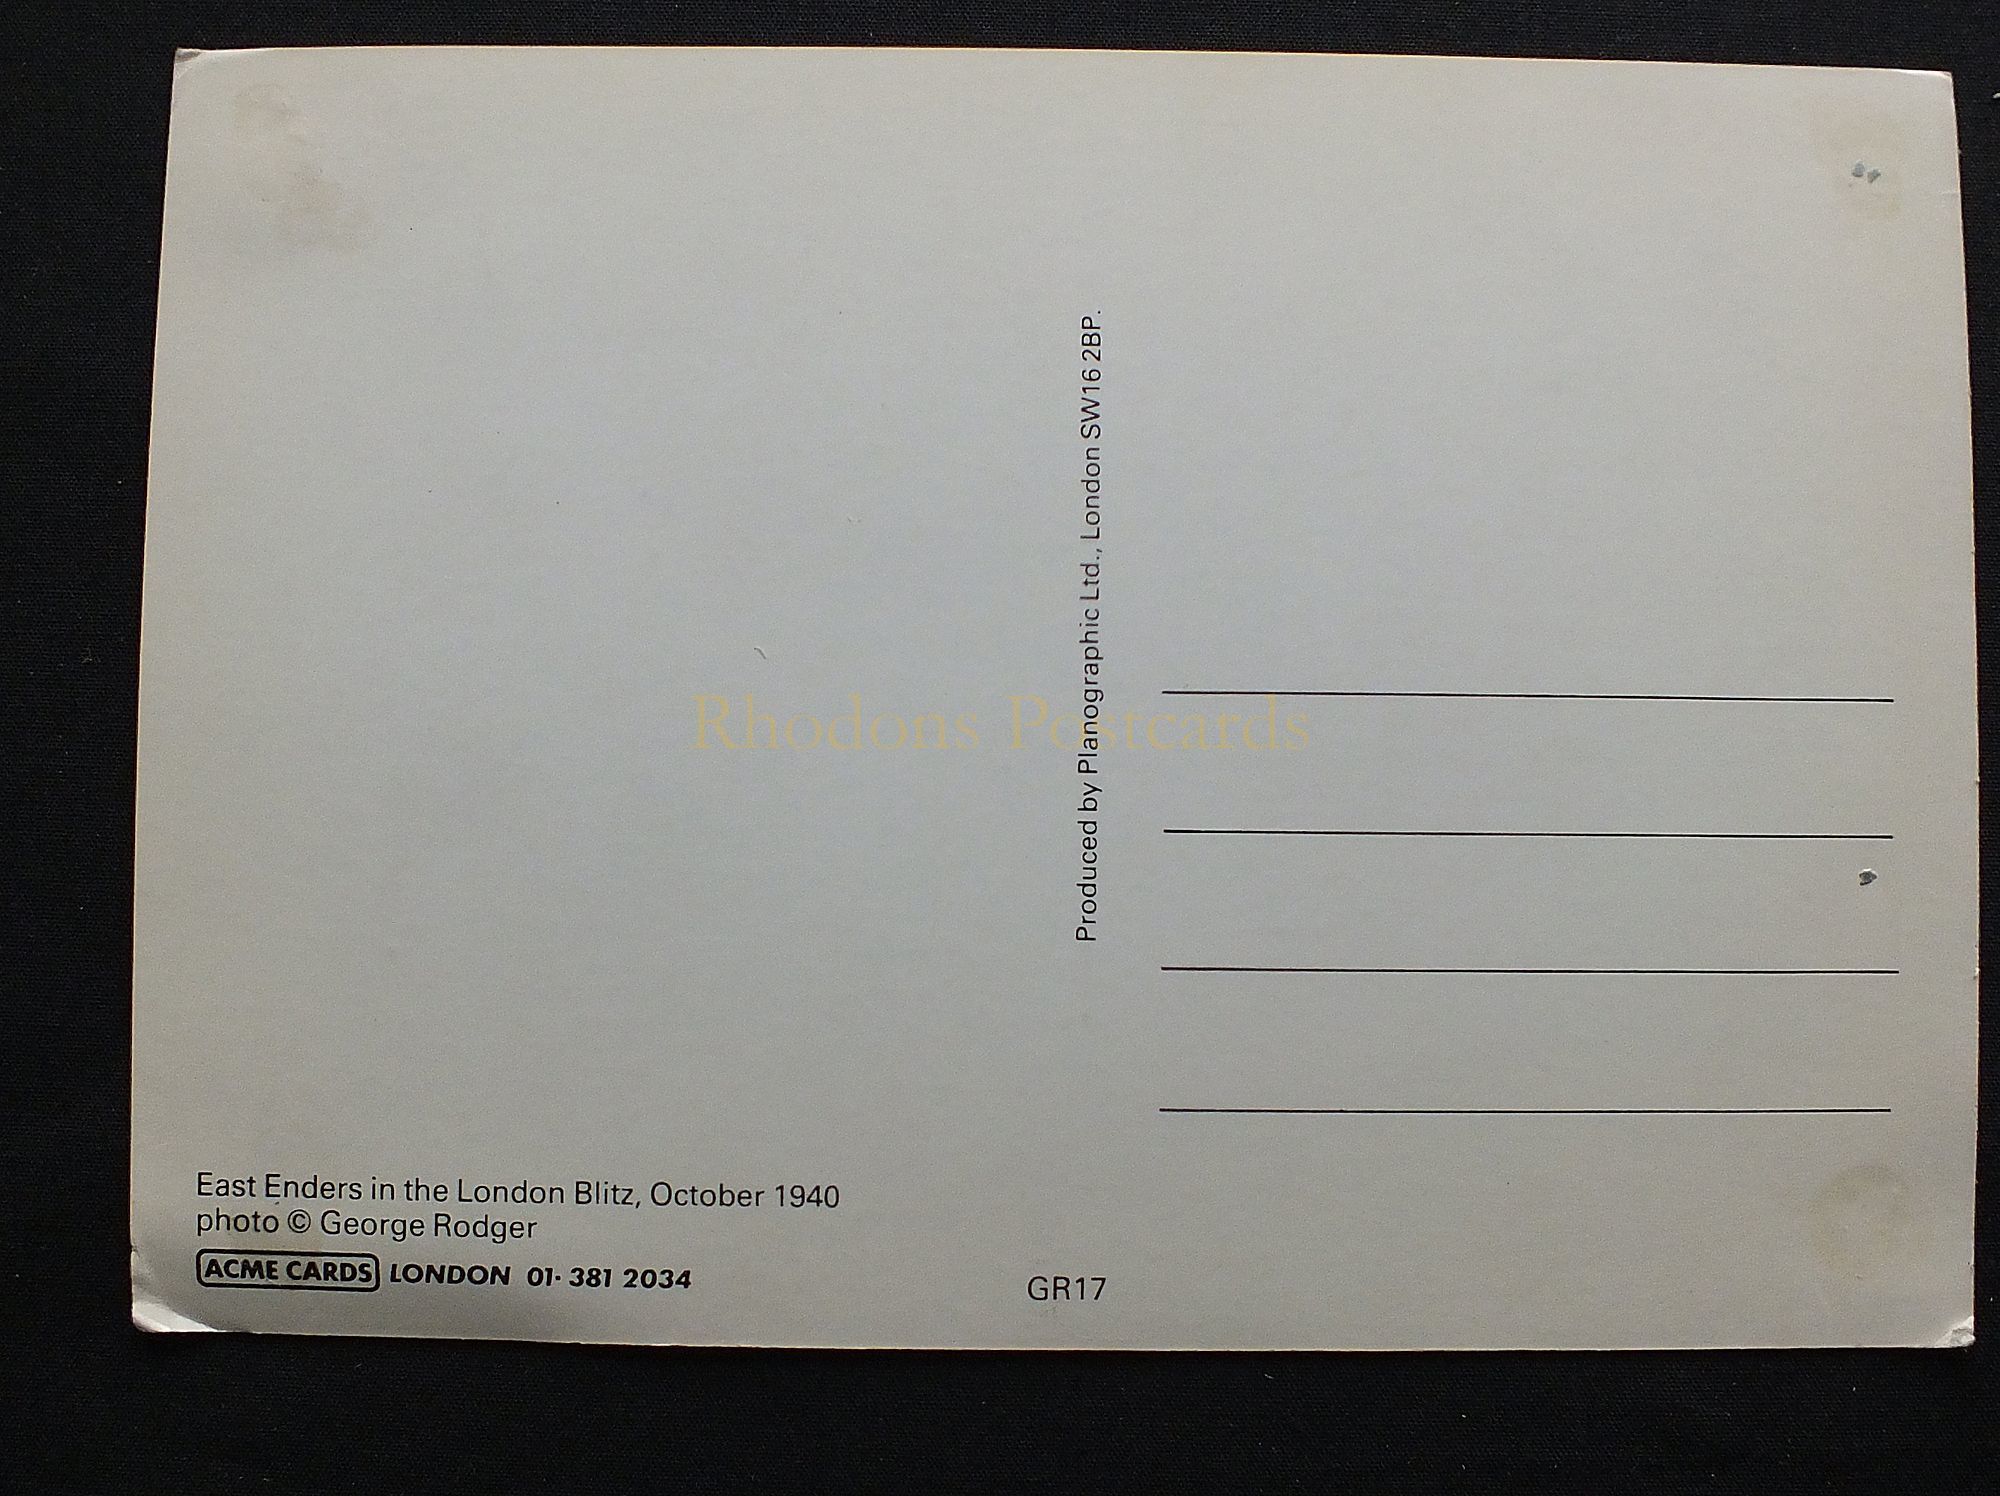 Produced by Planographic Ltd., London SW16 2BP.
Rhodons Postcards
East Enders in the London Blitz, October 1940
photo © George Rodger
ACME CARDS LONDON 01· 381 2034
GR17